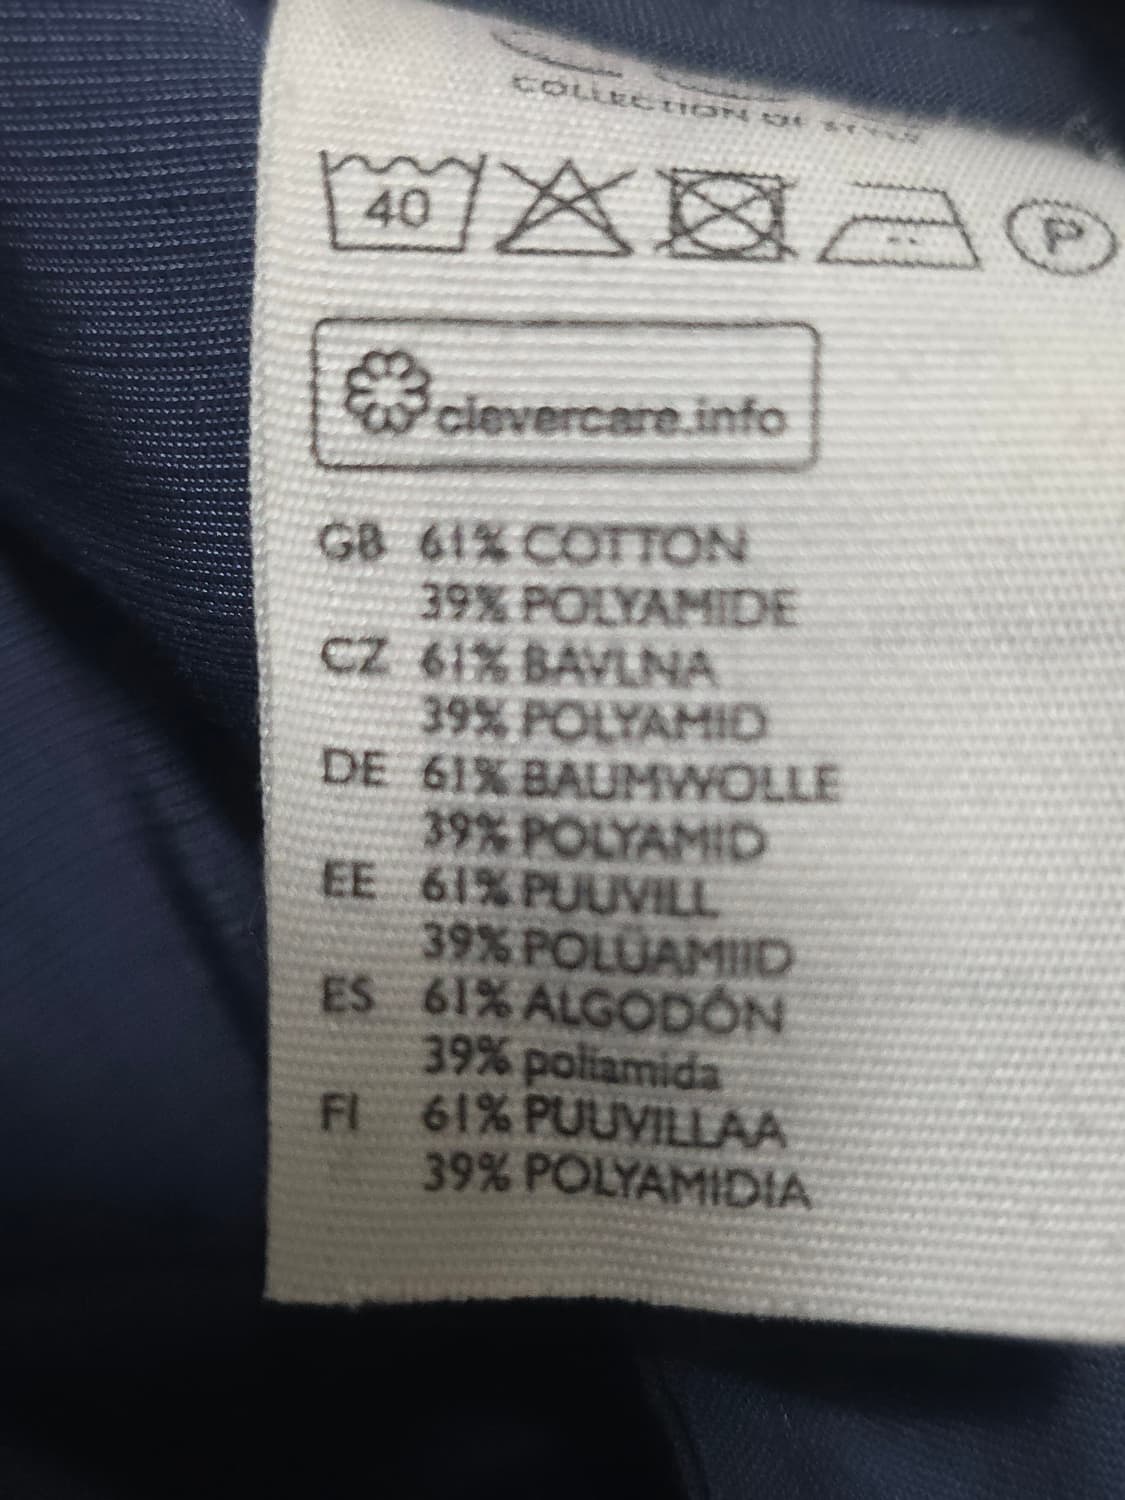 COLLECTION OF STYLE
40
P
clevercare.info
GB 61% COTTON
39% POLYAMIDE
CZ 61% BAVLNA
39% POLYAMID
DE 61% BAUMWOLLE
39% POLYAMID
EE 61% PUUVILL
39% POLÜAMIID
ES 61% ALGODÓN
39% poliamida
FI 61% PUUVILLAA
39% POLYAMIDIA